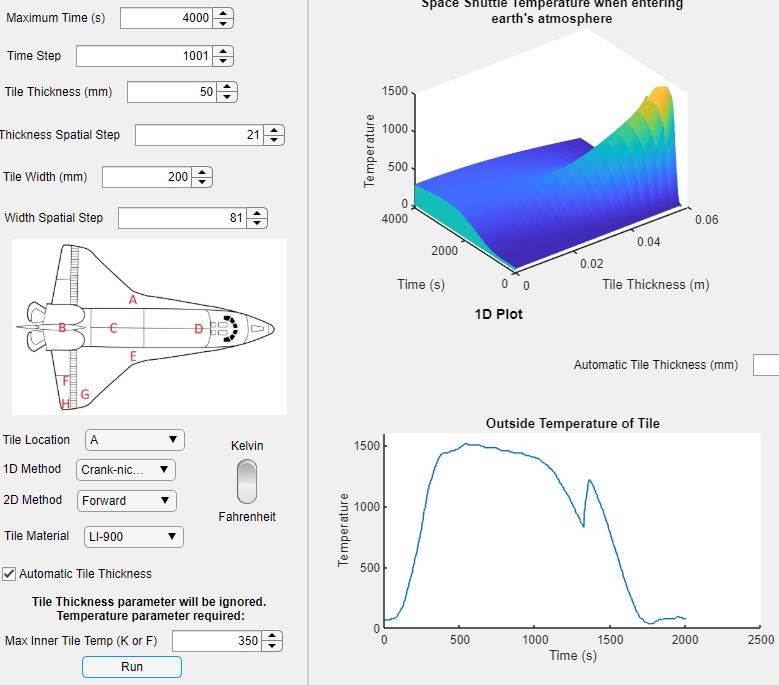 Maximum Time (s) 4000
Time Step 1001
Tile Thickness (mm) 50
Thickness Spatial Step 21
Tile Width (mm) 200
Width Spatial Step 81
A
B
C
D
E
F
G
H
Tile Location A
1D Method Crank-nic...
2D Method Forward
Tile Material LI-900
Kelvin
Fahrenheit
Automatic Tile Thickness
Tile Thickness parameter will be ignored.
Temperature parameter required:
Max Inner Tile Temp (K or F) 350
Run
Space Shuttle Temperature when entering
earth's atmosphere
Temperature
1500
1000
500
0
4000
2000
0
0
0.02
0.04
0.06
Time (s)
Tile Thickness (m)
1D Plot
Automatic Tile Thickness (mm)
Outside Temperature of Tile
Temperature
1500
1000
500
0
0 500 1000 1500 2000 2500
Time (s)